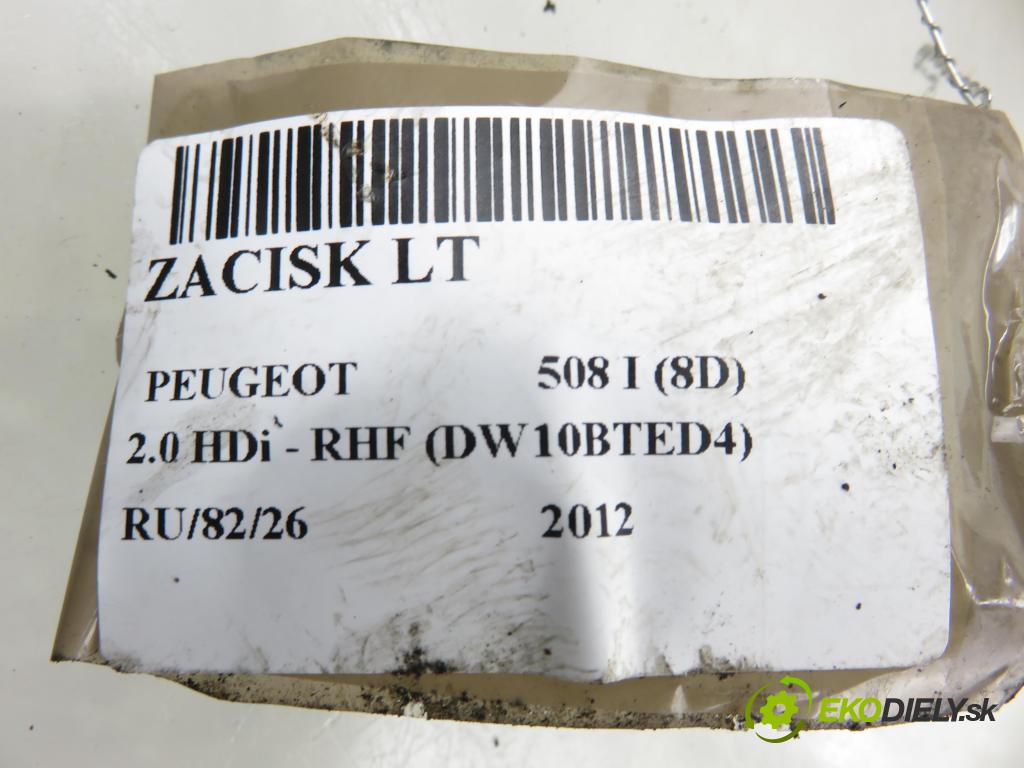 ZACISK LT
PEUGEOT 508 I (8D)
2.0 HDi - RHF (DW10BTED4)
RU/82/26 2012
EKODIELY.sk